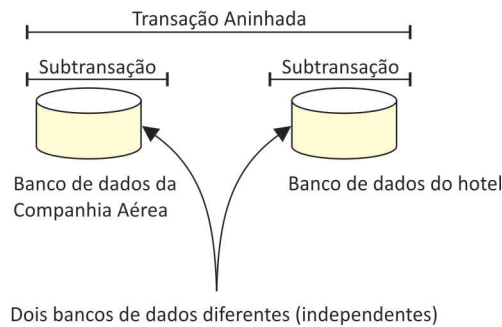 Transação Aninhada
Subtransação
Subtransação
Banco de dados da
Companhia Aérea
Banco de dados do hotel
Dois bancos de dados diferentes (independentes)